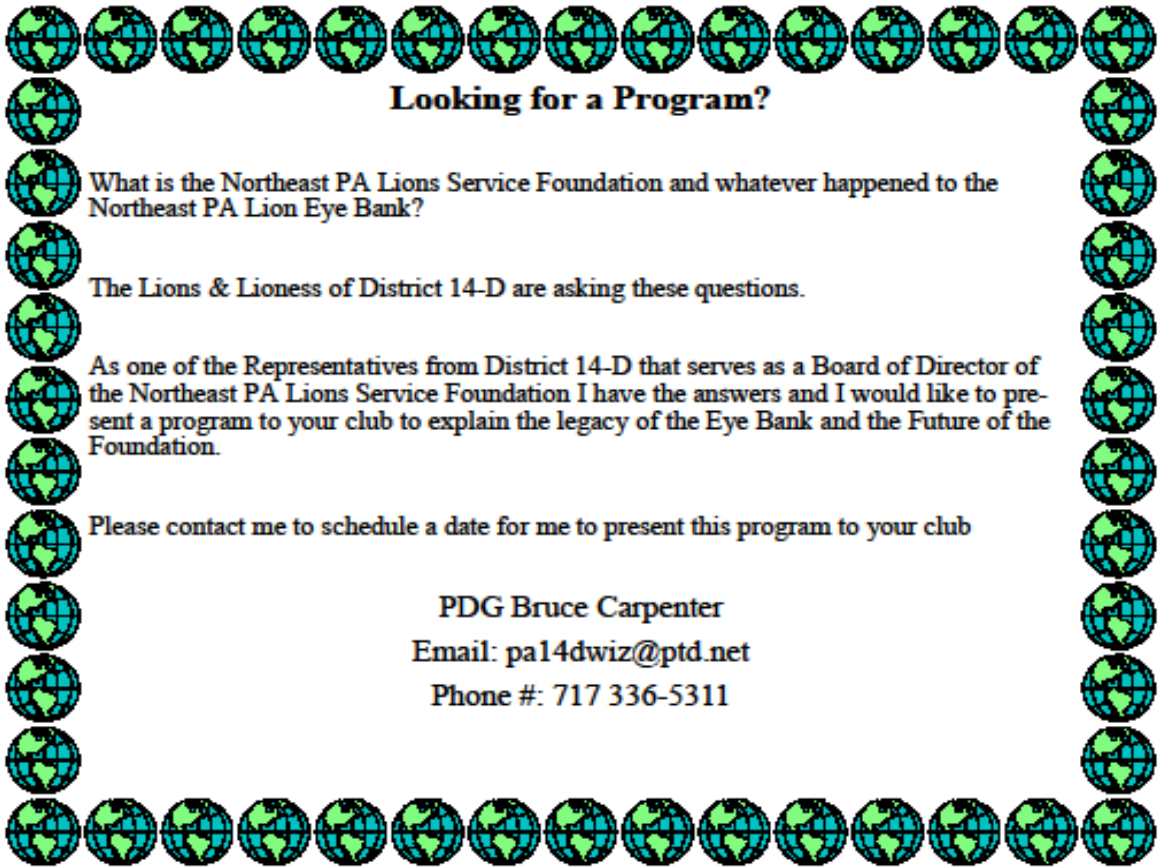 Looking for a Program?
What is the Northeast PA Lions Service Foundation and whatever happened to the
Northeast PA Lion Eye Bank?
The Lions & Lioness of District 14-D are asking these questions.
As one of the Representatives from District 14-D that serves as a Board of Director of
the Northeast PA Lions Service Foundation I have the answers and I would like to pre-
sent a program to your club to explain the legacy of the Eye Bank and the Future of the
Foundation.
Please contact me to schedule a date for me to present this program to your club
PDG Bruce Carpenter
Email: pa14dwiz@ptd.net
Phone #: 717 336-5311